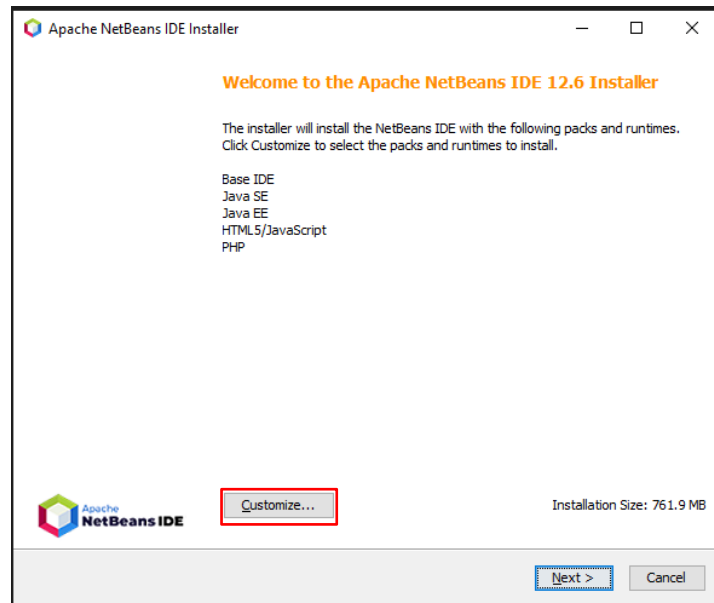 Apache NetBeans IDE Installer
Welcome to the Apache NetBeans IDE 12.6 Installer
The installer will install the NetBeans IDE with the following packs and runtimes.
Click Customize to select the packs and runtimes to install.
Base IDE
Java SE
Java EE
HTML5/JavaScript
PHP
Apache
NetBeans IDE
Customize...
Installation Size: 761.9 MB
Next >
Cancel